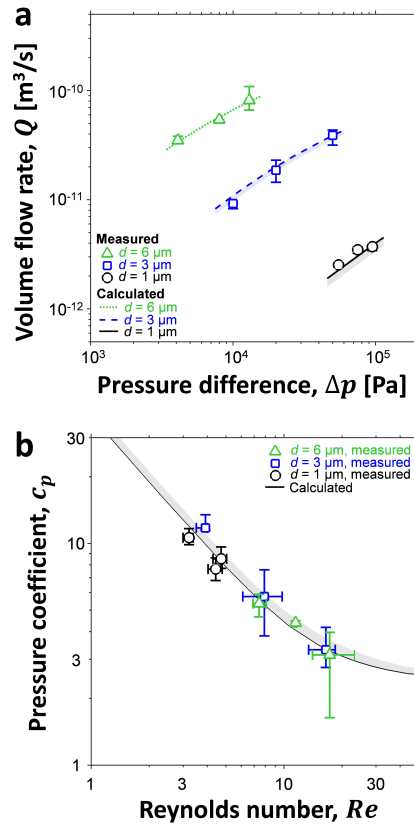 a
Volume flow rate, Q [m³/s]
10⁻¹⁰
10⁻¹¹
10⁻¹²
Measured
d = 6 µm
d = 3 µm
d = 1 µm
Calculated
d = 6 µm
d = 3 µm
d = 1 µm
10³
10⁴
10⁵
Pressure difference, Δp [Pa]
b
Pressure coefficient, cₚ
30
10
3
1
d = 6 µm, measured
d = 3 µm, measured
d = 1 µm, measured
Calculated
1
3
10
30
Reynolds number, Re